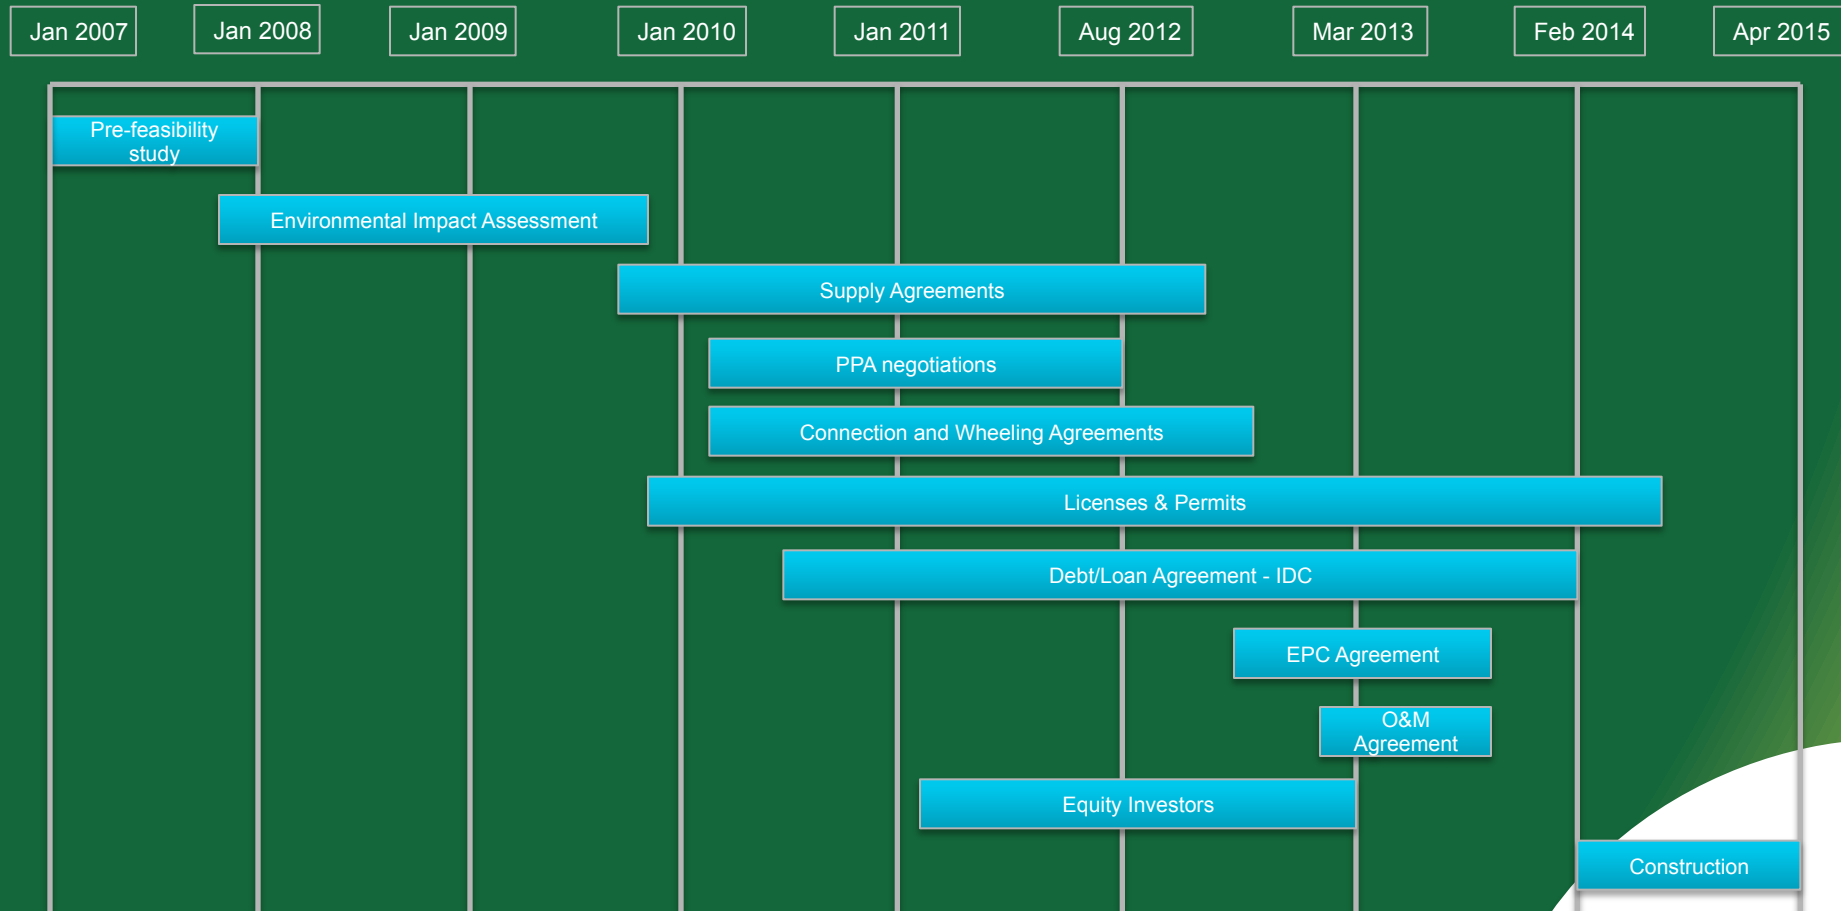 Jan 2007
Jan 2008
Jan 2009
Jan 2010
Jan 2011
Aug 2012
Mar 2013
Feb 2014
Apr 2015
Pre-feasibility
study
Environmental Impact Assessment
Supply Agreements
PPA negotiations
Connection and Wheeling Agreements
Licenses & Permits
Debt/Loan Agreement - IDC
EPC Agreement
O&M
Agreement
Equity Investors
Construction